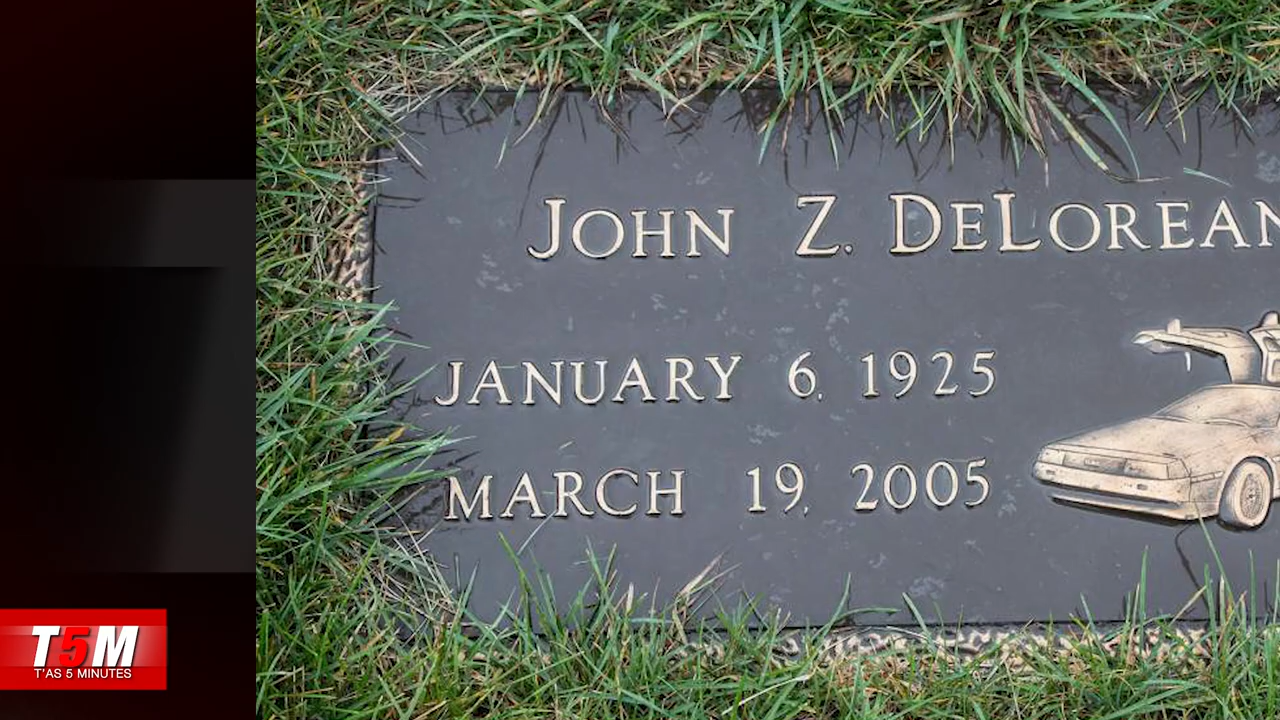 JOHN Z. DELOREAN
JANUARY 6, 1925
MARCH 19, 2005
T5M
T'AS 5 MINUTES